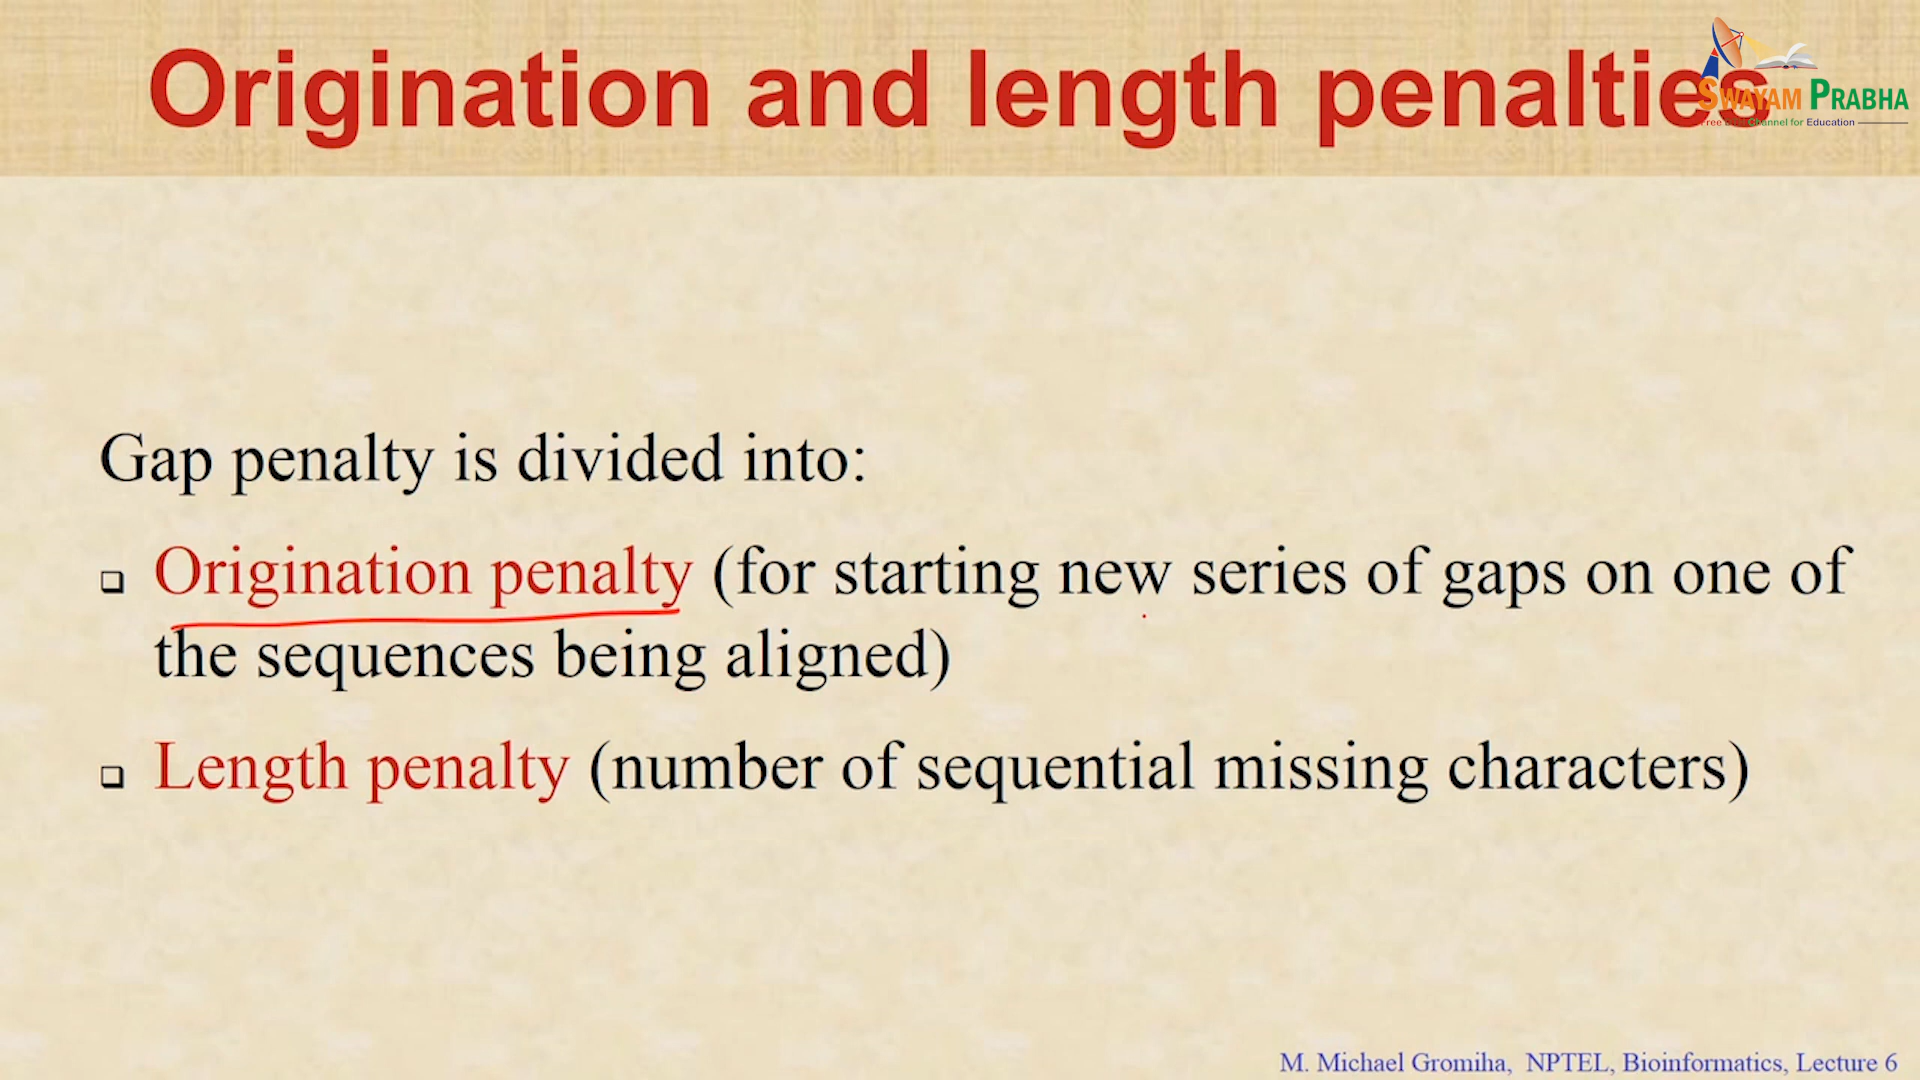 Origination and length penalties
SWAYAM PRABHA
Channel for Education
Gap penalty is divided into:
❑ Origination penalty (for starting new series of gaps on one of
the sequences being aligned)
❑ Length penalty (number of sequential missing characters)
M. Michael Gromiha, NPTEL, Bioinformatics, Lecture 6